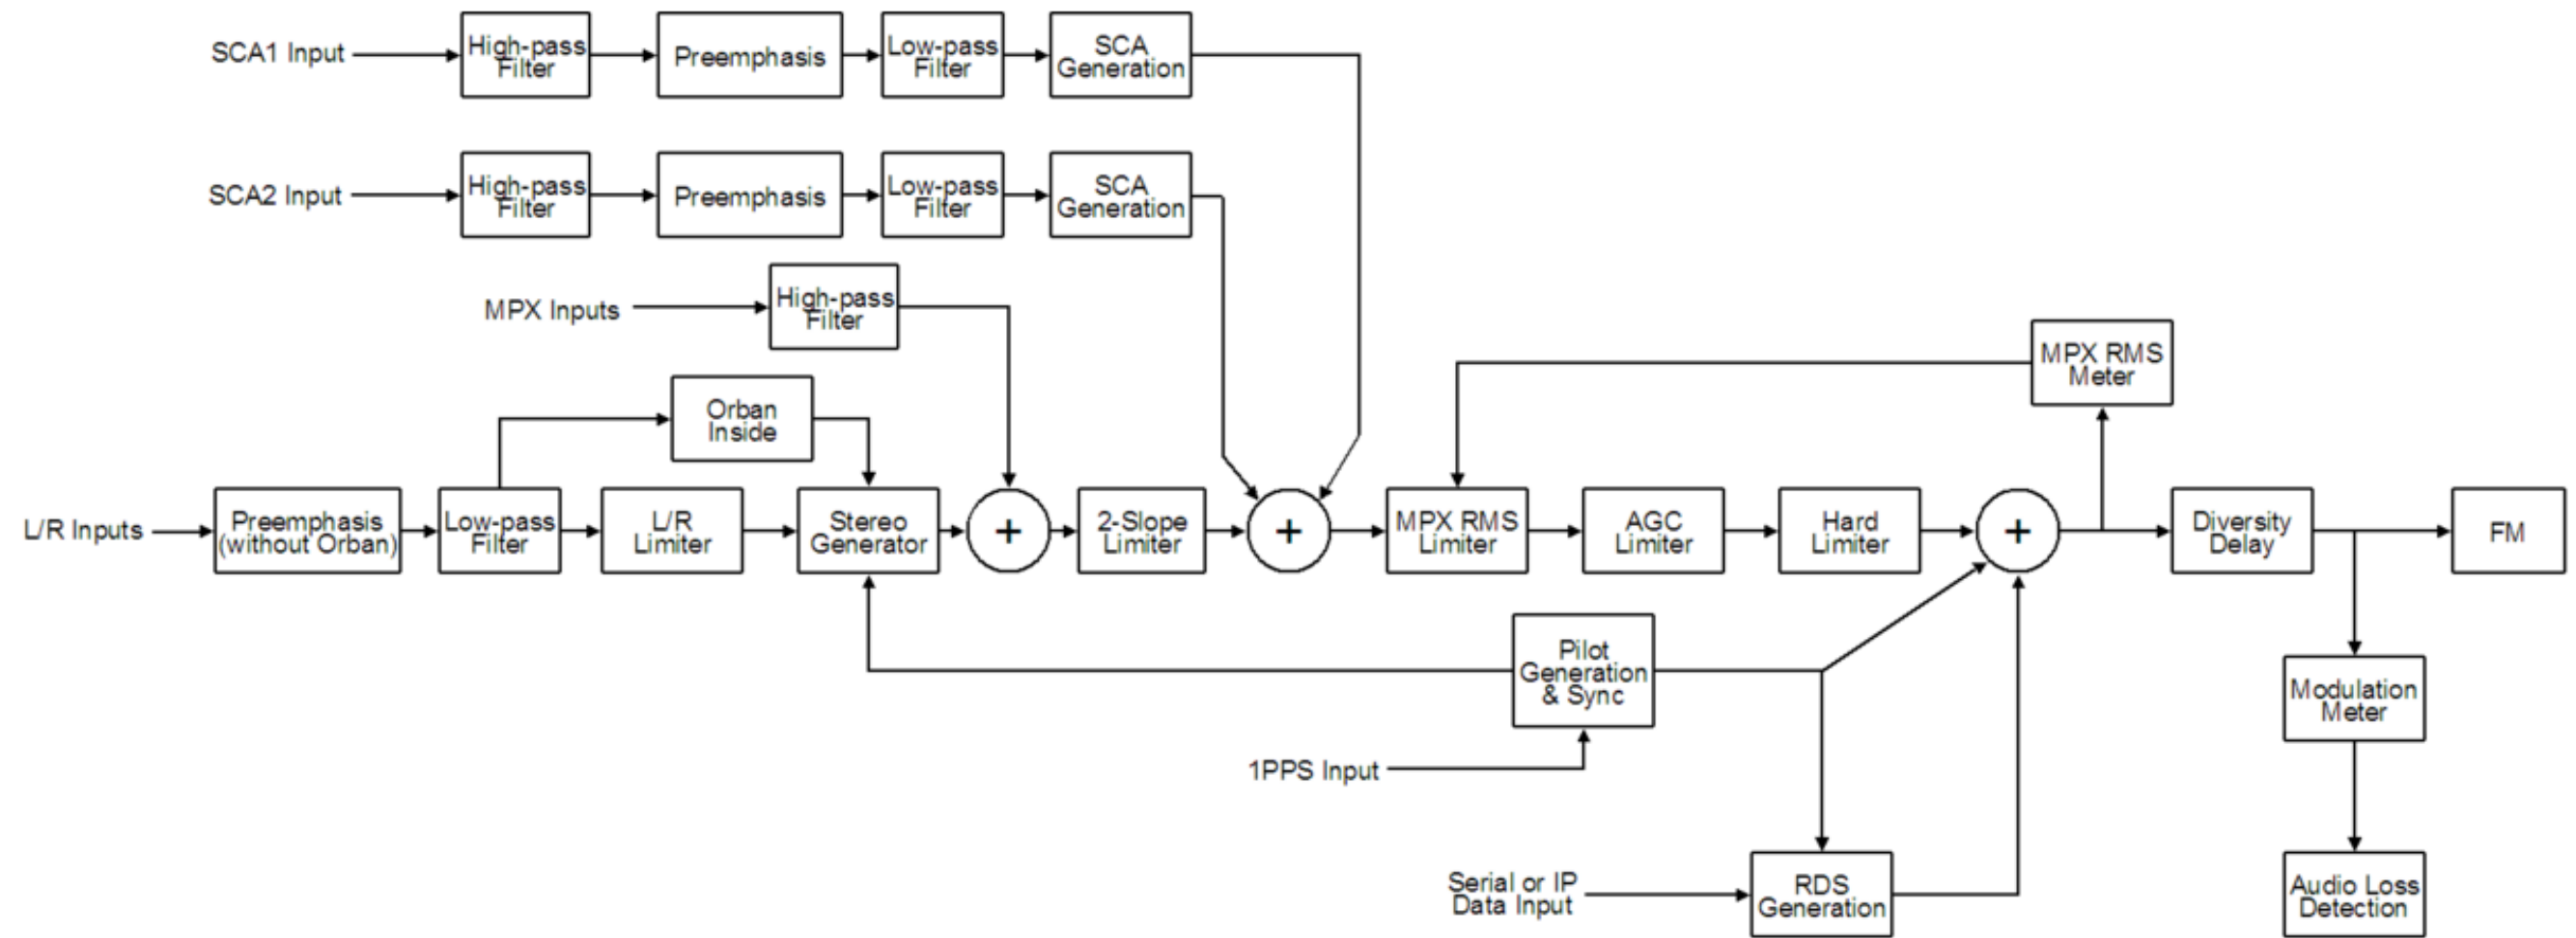 SCA1 Input
High-pass
Filter
Preemphasis
Low-pass
Filter
SCA
Generation
SCA2 Input
High-pass
Filter
Preemphasis
Low-pass
Filter
SCA
Generation
MPX Inputs
High-pass
Filter
MPX RMS
Meter
Orban
Inside
L/R Inputs
Preemphasis
(without Orban)
Low-pass
Filter
L/R
Limiter
Stereo
Generator
+
2-Slope
Limiter
+
MPX RMS
Limiter
AGC
Limiter
Hard
Limiter
+
Diversity
Delay
FM
Pilot
Generation
& Sync
Modulation
Meter
1PPS Input
Serial or IP
Data Input
RDS
Generation
Audio Loss
Detection